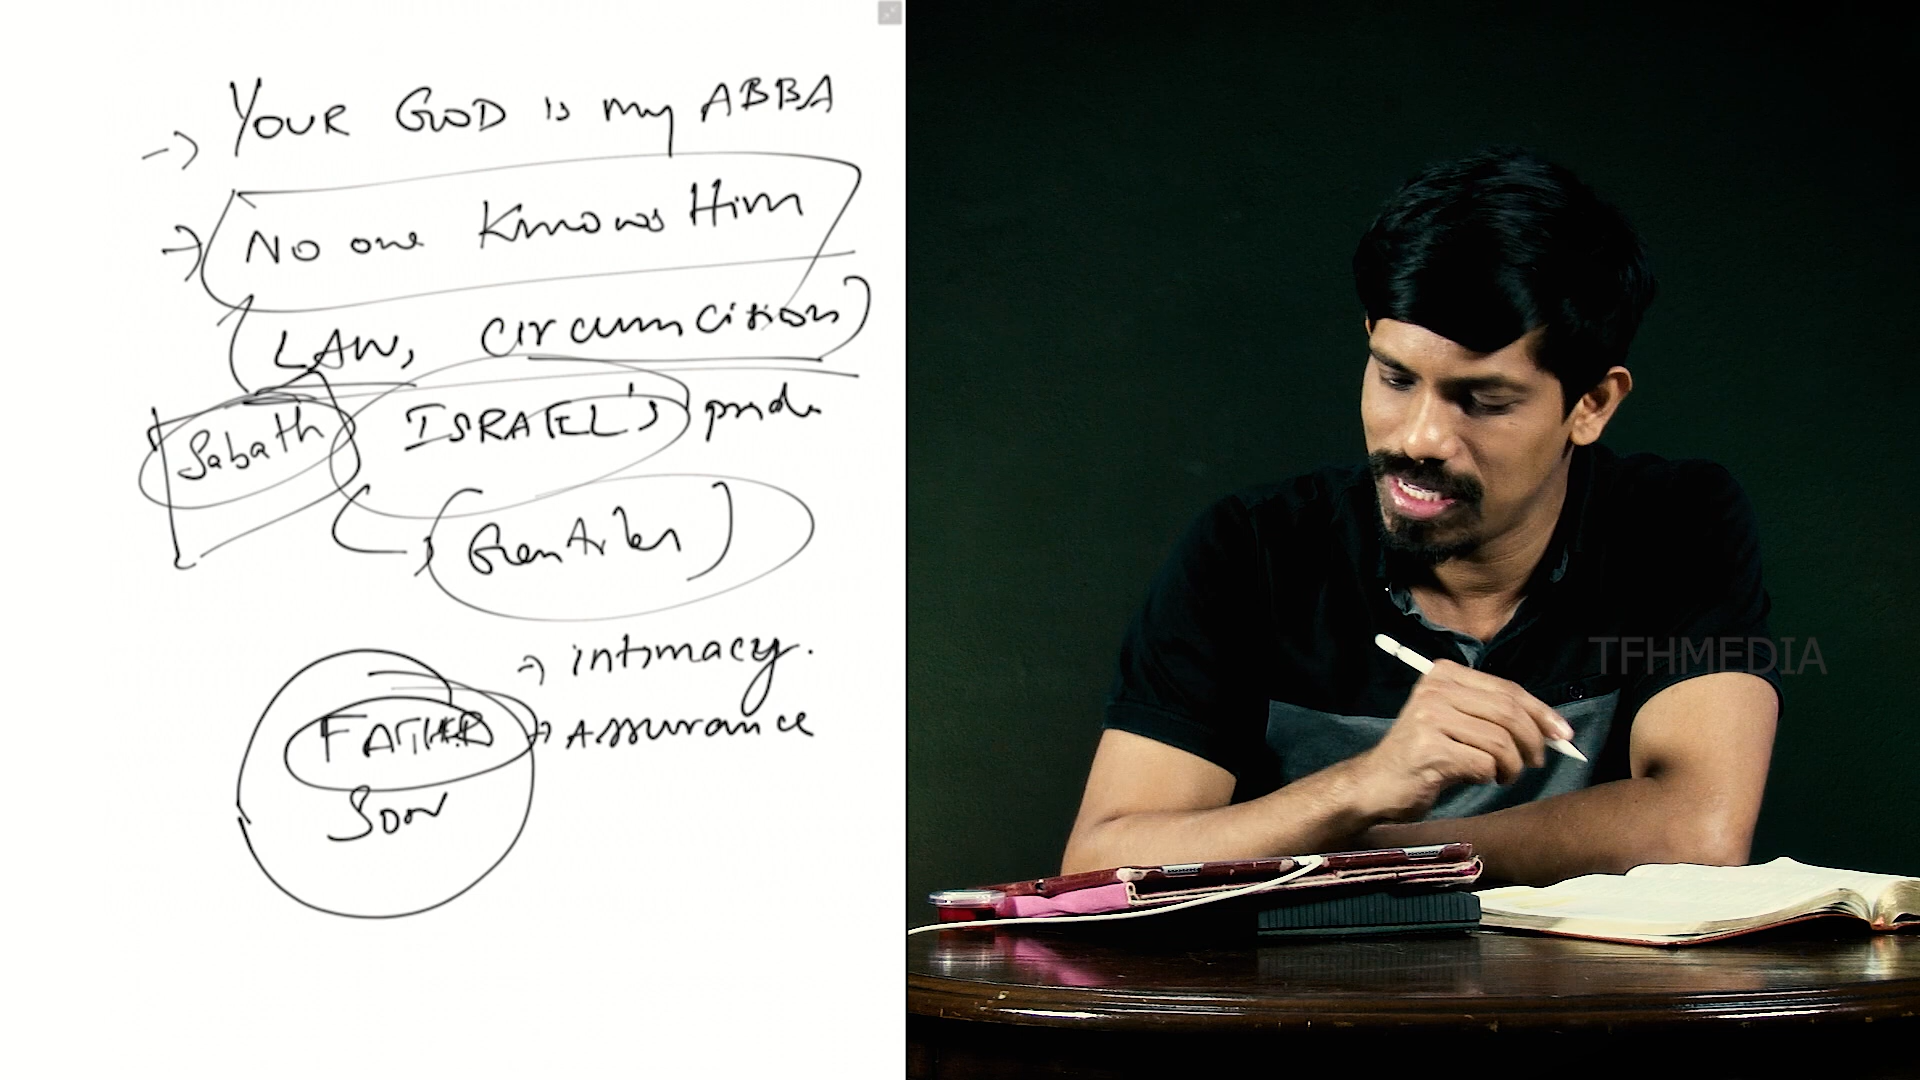 → YOUR GOD is my ABBA
→ No one Knows Him
(LAW, Circumcition)
Sabath ISRAEL's pride
→ (Gentiles)
→ intimacy.
FATHER → Assurance
Son
TFHMEDIA